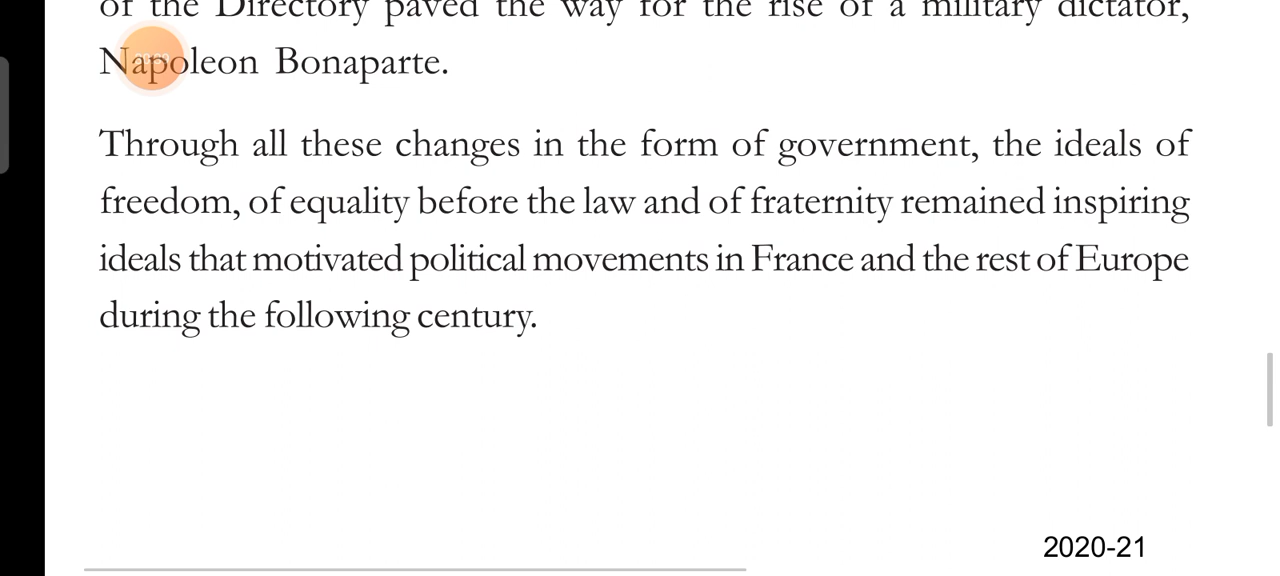 of the Directory paved the way for the rise of a military dictator,
Napoleon Bonaparte.
Through all these changes in the form of government, the ideals of
freedom, of equality before the law and of fraternity remained inspiring
ideals that motivated political movements in France and the rest of Europe
during the following century.
2020-21